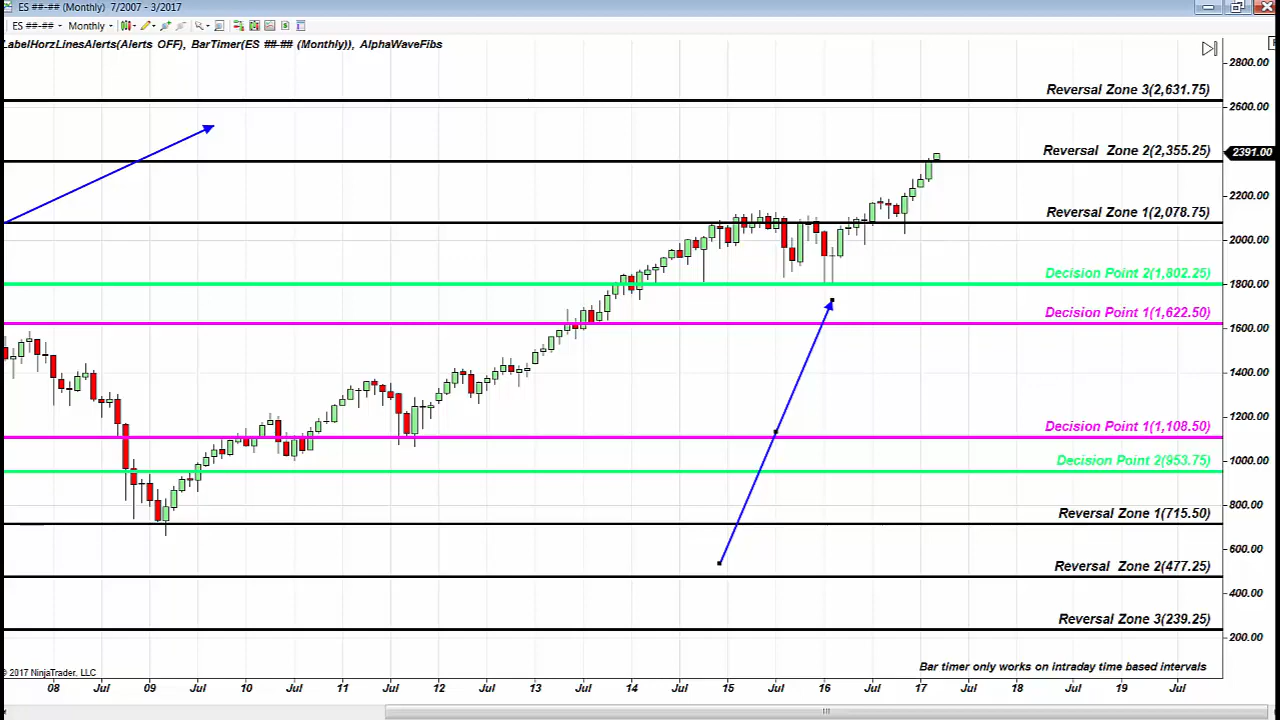 ES ##-## (Monthly)  7/2007 - 3/2017
ES ##-## Monthly
LabelHorzLinesAlerts(Alerts OFF), BarTimer(ES ##-## (Monthly)), AlphaWaveFibs
2800.00
Reversal Zone 3(2,631.75)
2600.00
Reversal  Zone 2(2,355.25)
2391.00
2200.00
Reversal Zone 1(2,078.75)
2000.00
Decision Point 2(1,802.25)
1800.00
Decision Point 1(1,622.50)
1600.00
1400.00
1200.00
Decision Point 1(1,108.50)
Decision Point 2(953.75)
1000.00
800.00
Reversal Zone 1(715.50)
600.00
Reversal  Zone 2(477.25)
400.00
Reversal Zone 3(239.25)
200.00
Bar timer only works on intraday time based intervals
© 2017 NinjaTrader, LLC
08 Jul 09 Jul 10 Jul 11 Jul 12 Jul 13 Jul 14 Jul 15 Jul 16 Jul 17 Jul 18 Jul 19 Jul